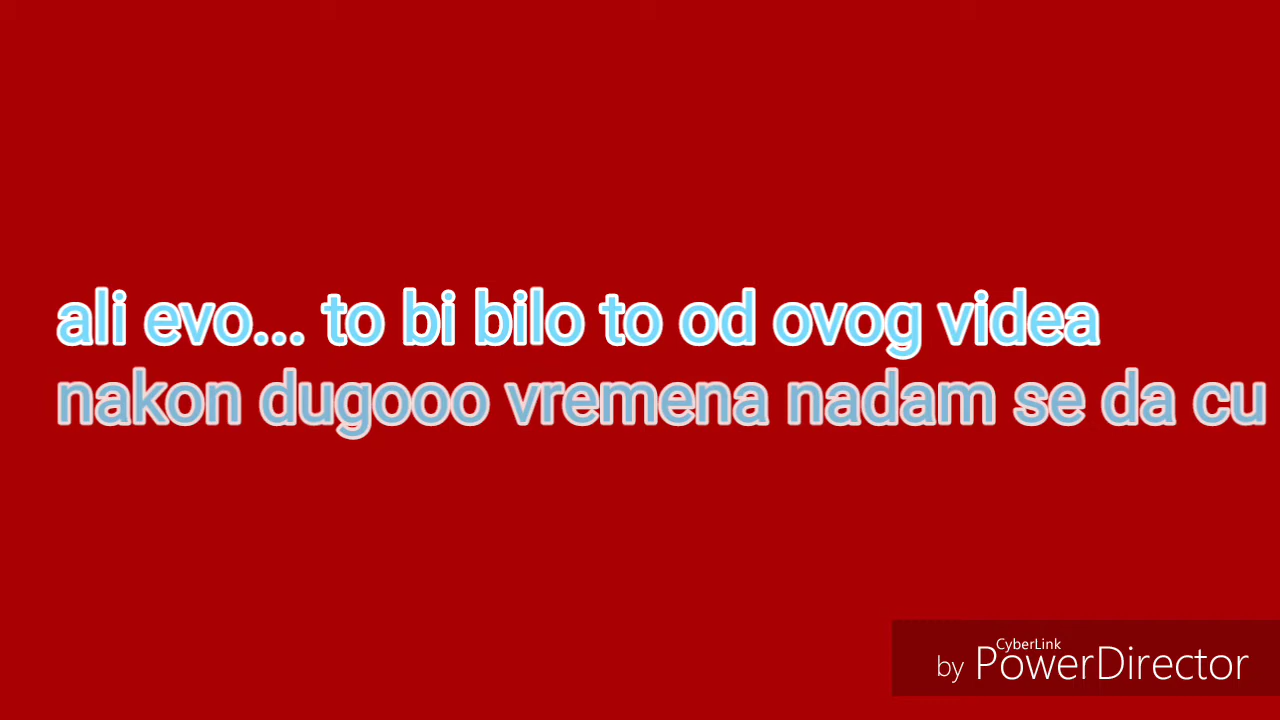 ali evo... to bi bilo to od ovog videa
nakon dugooo vremena nadam se da cu
CyberLink
by PowerDirector